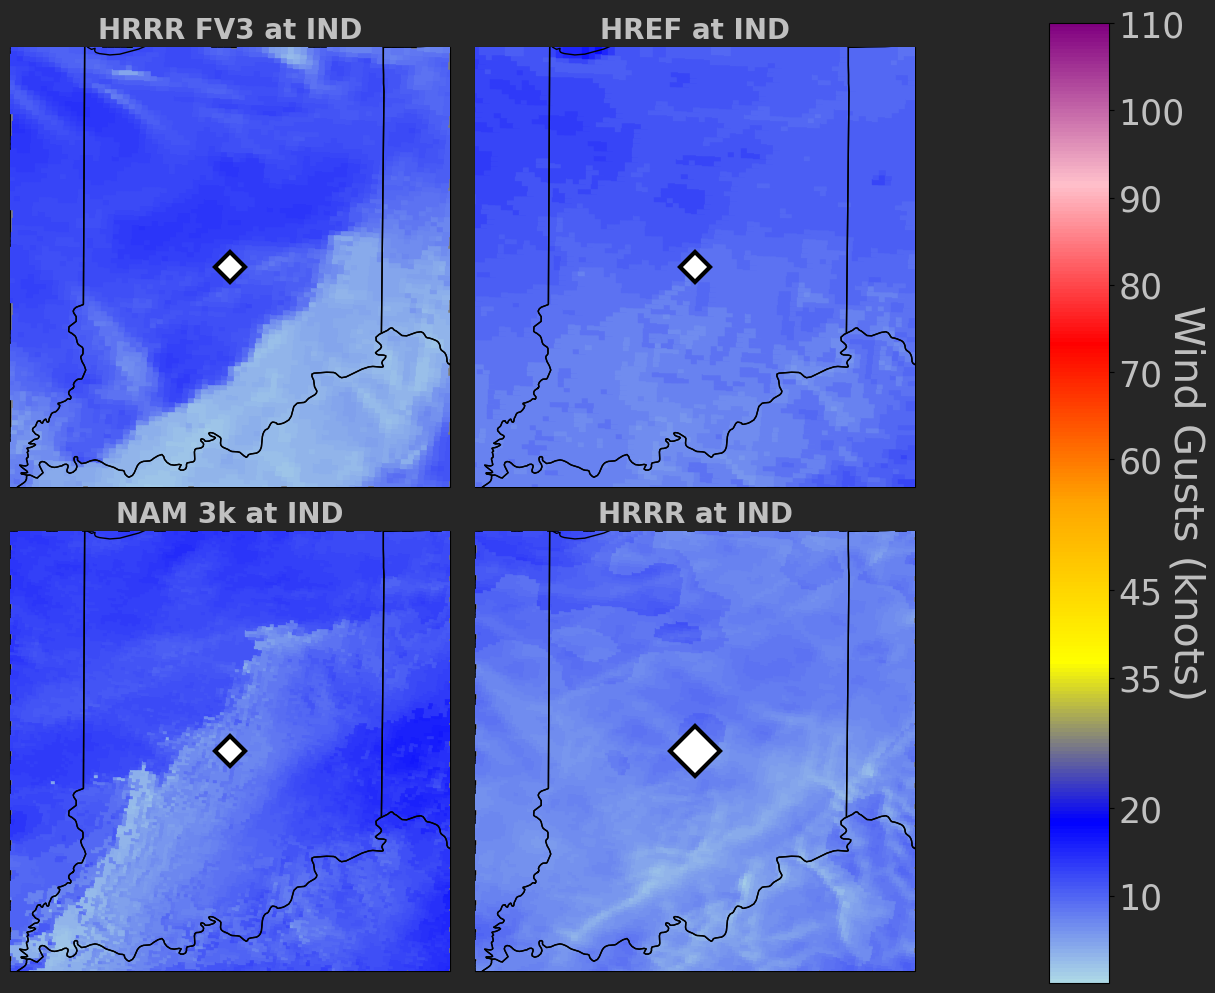 HRRR FV3 at IND
HREF at IND
NAM 3k at IND
HRRR at IND
110
100
90
80
70
60
45
35
20
10
Wind Gusts (knots)